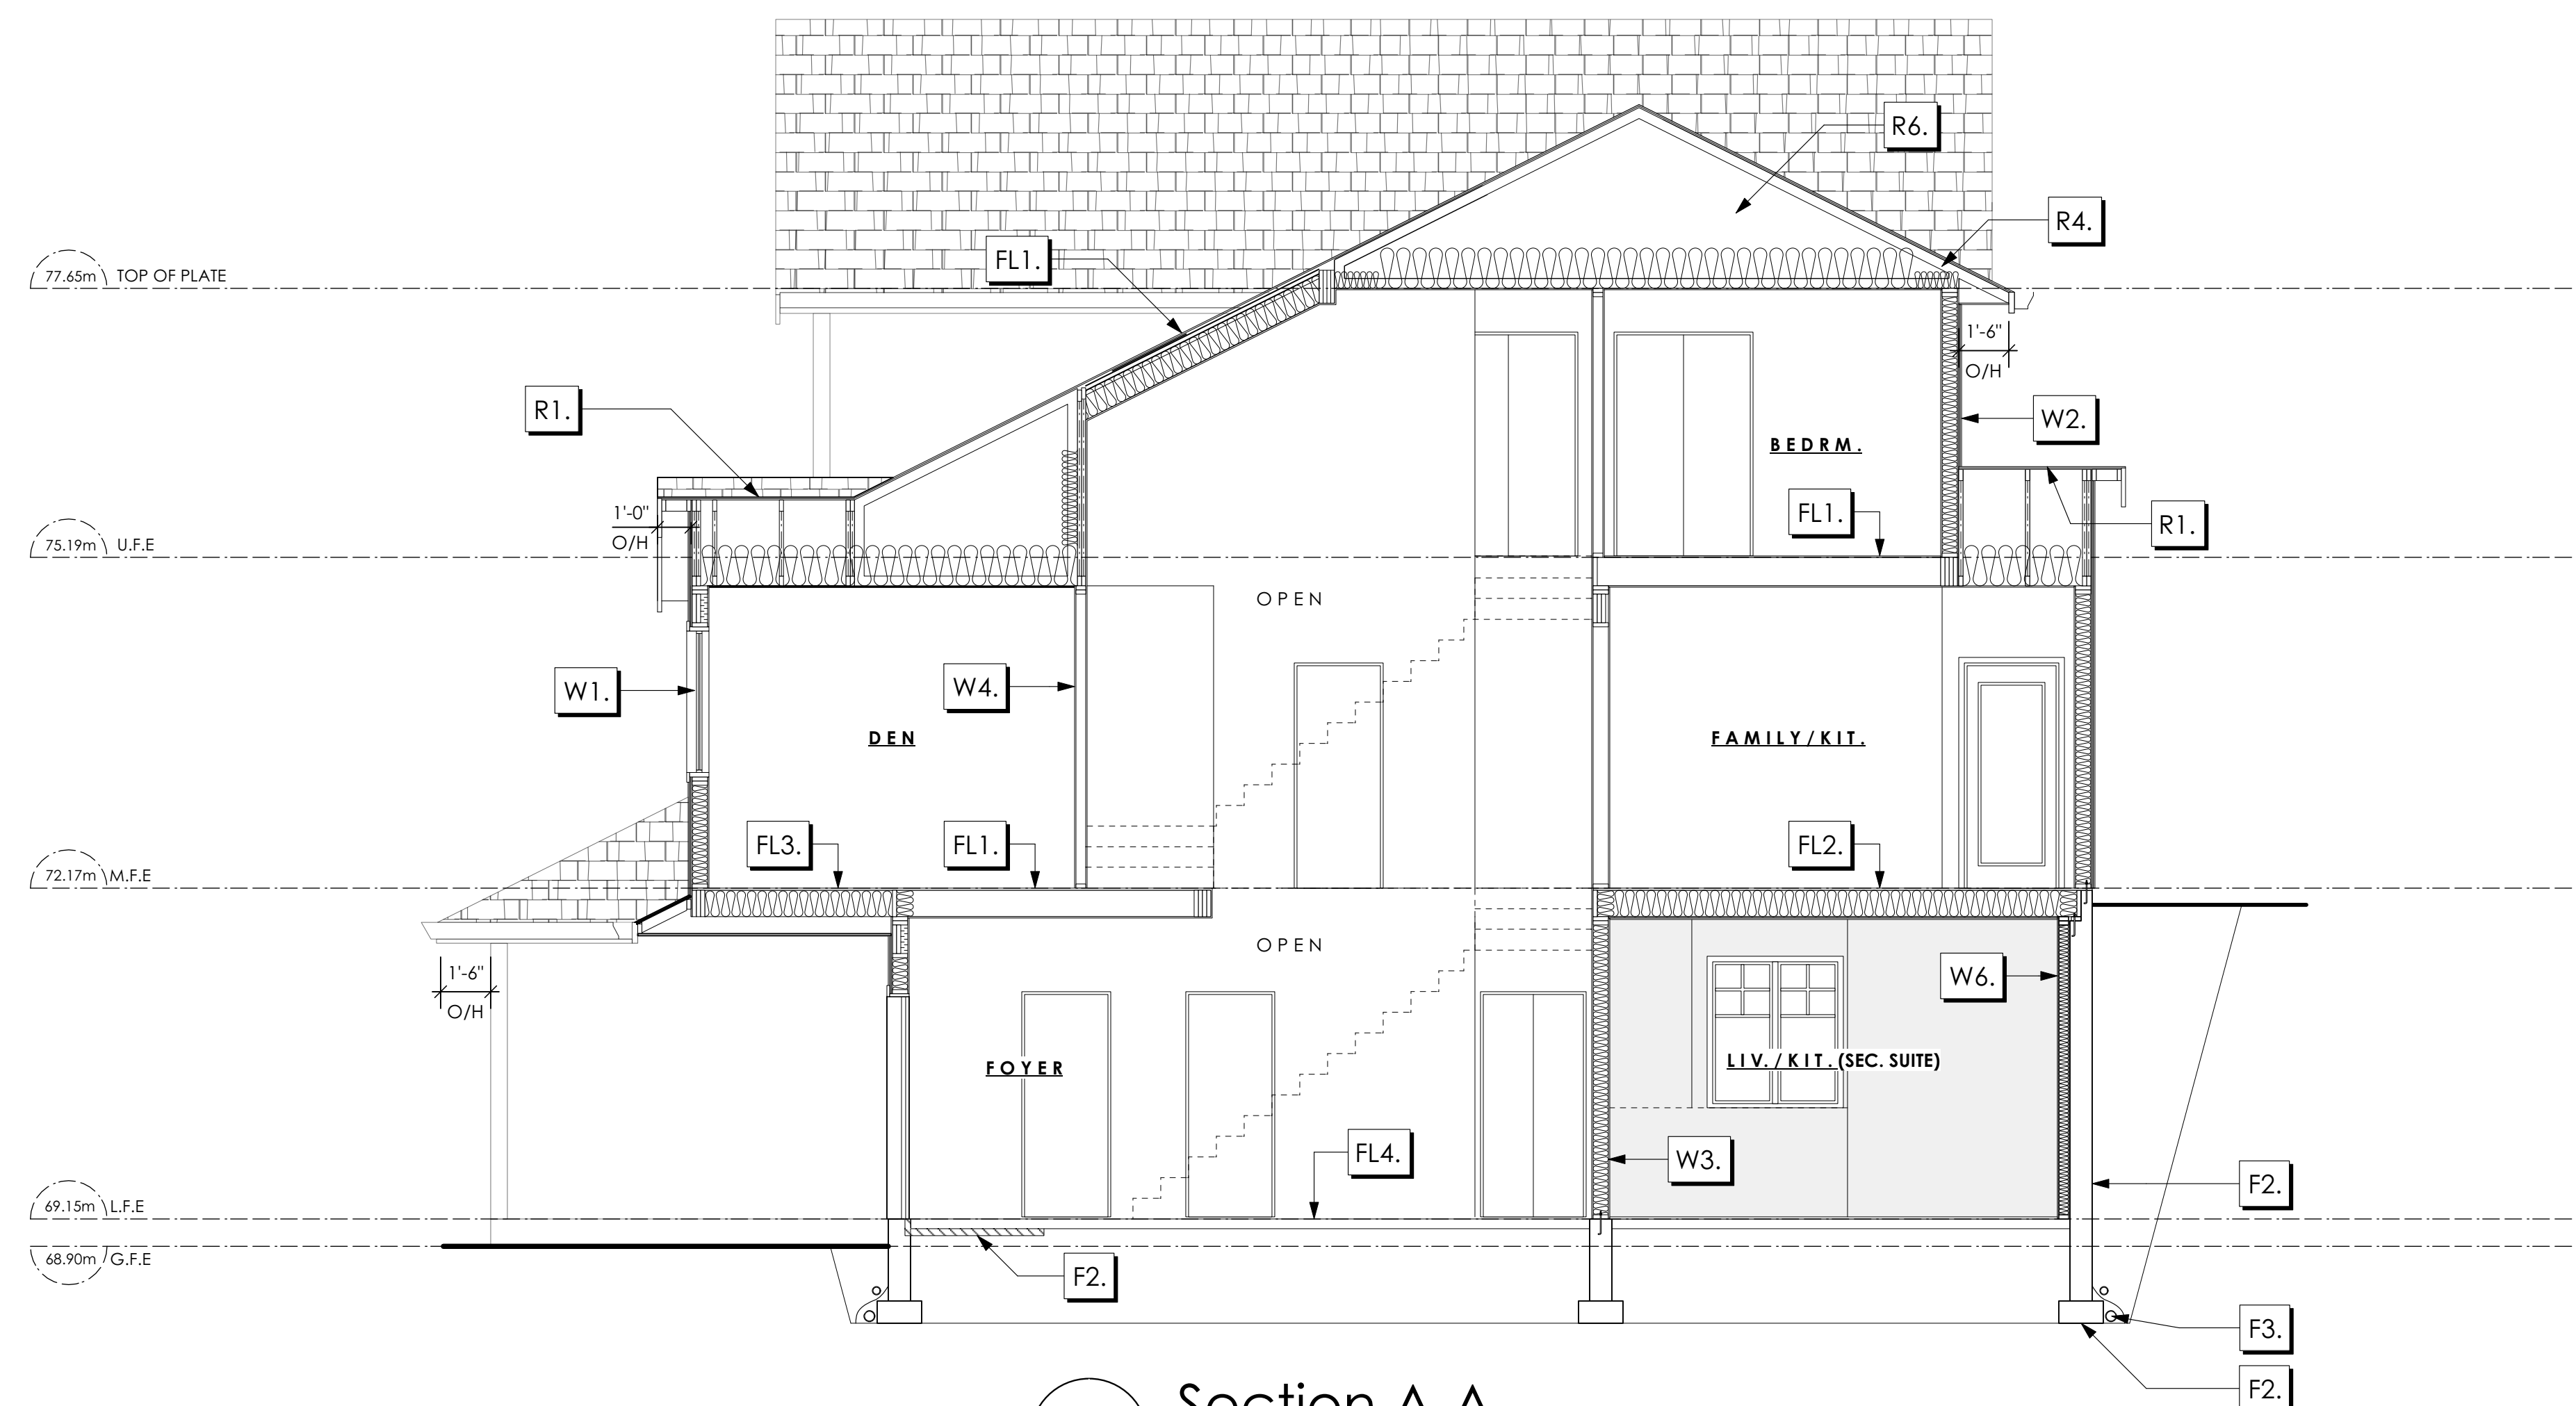 R6.
R4.
FL1.
77.65m TOP OF PLATE
1'-6"
O/H
R1.
W2.
BEDRM.
FL1.
1'-0"
O/H
R1.
75.19m U.F.E
OPEN
W1.
W4.
DEN
FAMILY/KIT.
FL3.
FL1.
FL2.
72.17m M.F.E
OPEN
1'-6"
O/H
W6.
FOYER
LIV./KIT.(SEC. SUITE)
FL4.
W3.
F2.
69.15m L.F.E
68.90m G.F.E
F2.
F3.
F2.
Section A-A